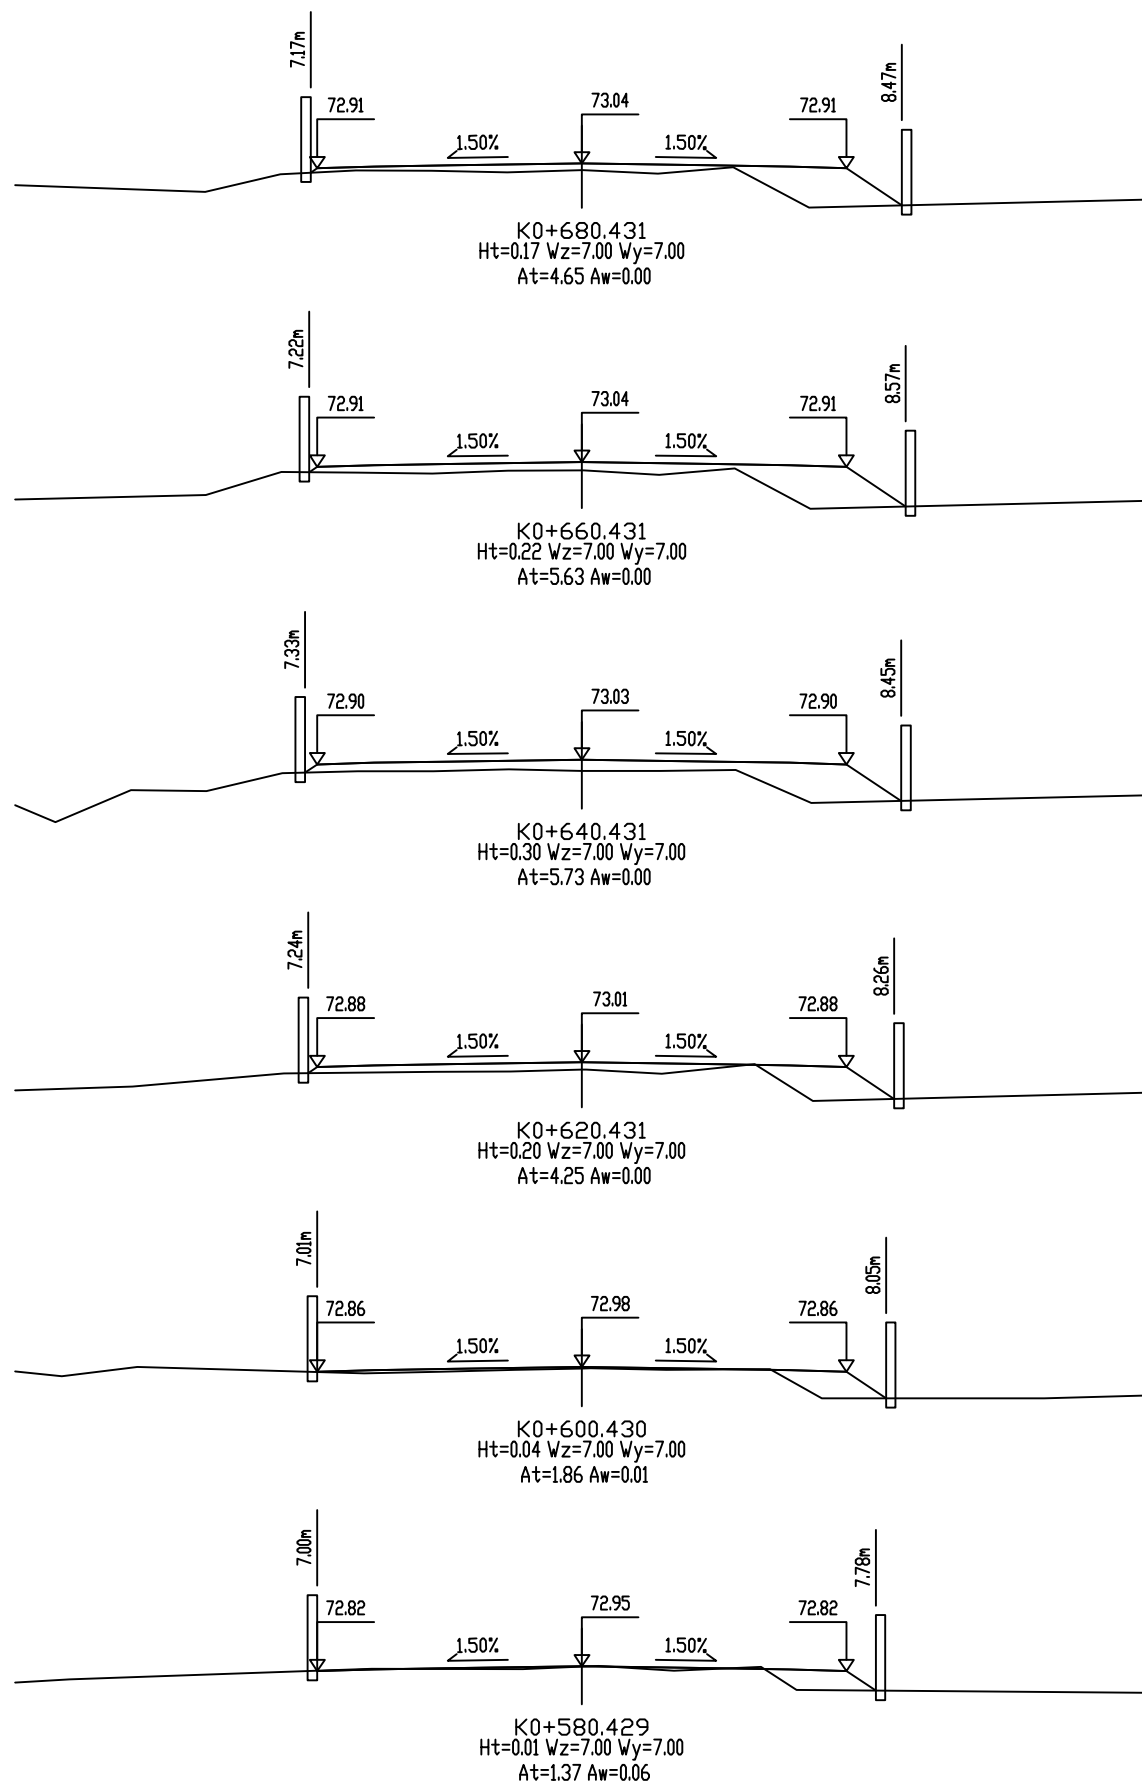 7.17m
8.47m
72.91 73.04 72.91
1.50% 1.50%
K0+680.431
Ht=0.17 Wz=7.00 Wy=7.00
At=4.65 Aw=0.00
7.22m
8.57m
72.91 73.04 72.91
1.50% 1.50%
K0+660.431
Ht=0.22 Wz=7.00 Wy=7.00
At=5.63 Aw=0.00
7.33m
8.45m
72.90 73.03 72.90
1.50% 1.50%
K0+640.431
Ht=0.30 Wz=7.00 Wy=7.00
At=5.73 Aw=0.00
7.24m
8.26m
72.88 73.01 72.88
1.50% 1.50%
K0+620.431
Ht=0.20 Wz=7.00 Wy=7.00
At=4.25 Aw=0.00
7.01m
8.05m
72.86 72.98 72.86
1.50% 1.50%
K0+600.430
Ht=0.04 Wz=7.00 Wy=7.00
At=1.86 Aw=0.01
7.00m
7.78m
72.82 72.95 72.82
1.50% 1.50%
K0+580.429
Ht=0.01 Wz=7.00 Wy=7.00
At=1.37 Aw=0.06